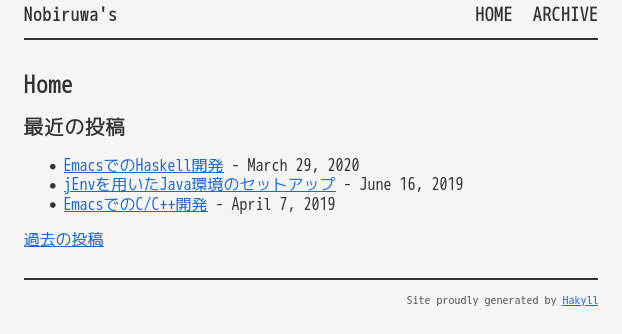 Nobiruwa's HOME ARCHIVE
Home
最近の投稿
EmacsでのHaskell開発 - March 29, 2020
jEnvを用いたJava環境のセットアップ - June 16, 2019
EmacsでのC/C++開発 - April 7, 2019
過去の投稿
Site proudly generated by Hakyll